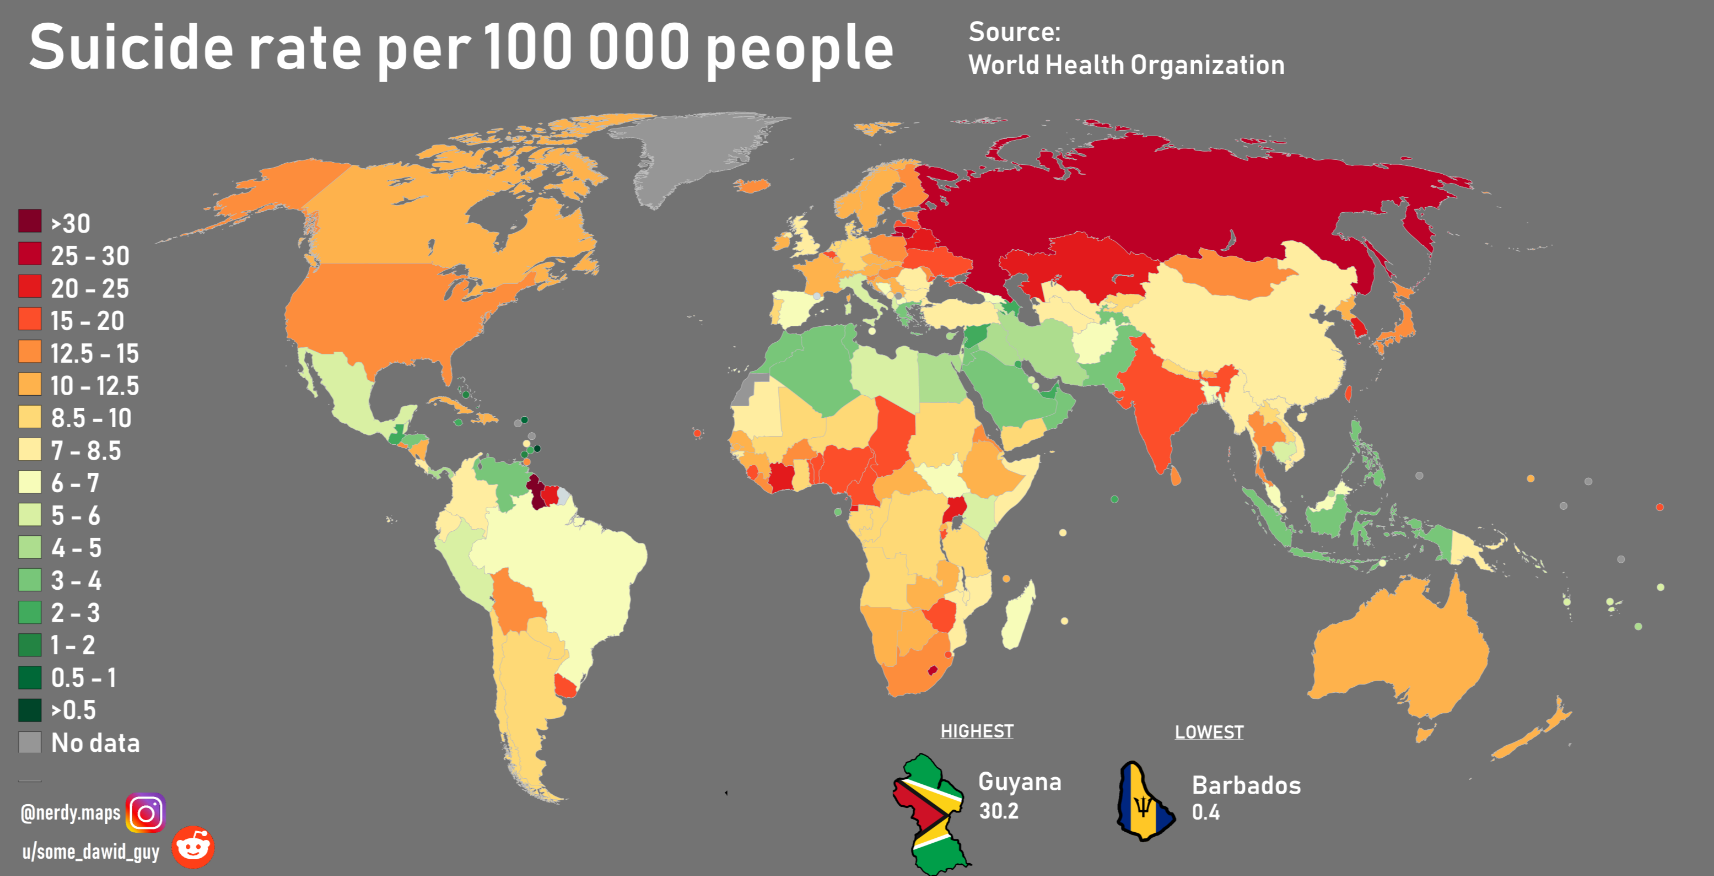 Suicide rate per 100 000 people
Source:
World Health Organization
>30
25 - 30
20 - 25
15 - 20
12.5 - 15
10 - 12.5
8.5 - 10
7 - 8.5
6 - 7
5 - 6
4 - 5
3 - 4
2 - 3
1 - 2
0.5 - 1
>0.5
No data
@nerdy.maps
u/some_dawid_guy
HIGHEST
Guyana
30.2
LOWEST
Barbados
0.4